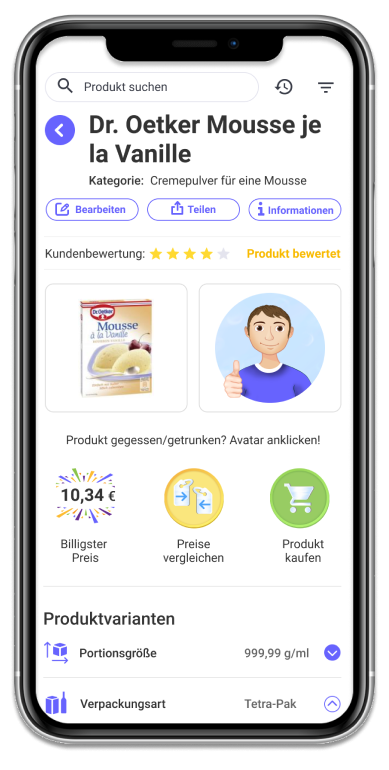 Produkt suchen
Dr. Oetker Mousse je
la Vanille
Kategorie: Cremepulver für eine Mousse
Bearbeiten
Teilen
Informationen
Kundenbewertung:
Produkt bewertet
Dr.Oetker
Mousse
à la Vanille
Produkt gegessen/getrunken? Avatar anklicken!
10,34 €
Billigster
Preis
Preise
vergleichen
Produkt
kaufen
Produktvarianten
Portionsgröße
999,99 g/ml
Verpackungsart
Tetra-Pak